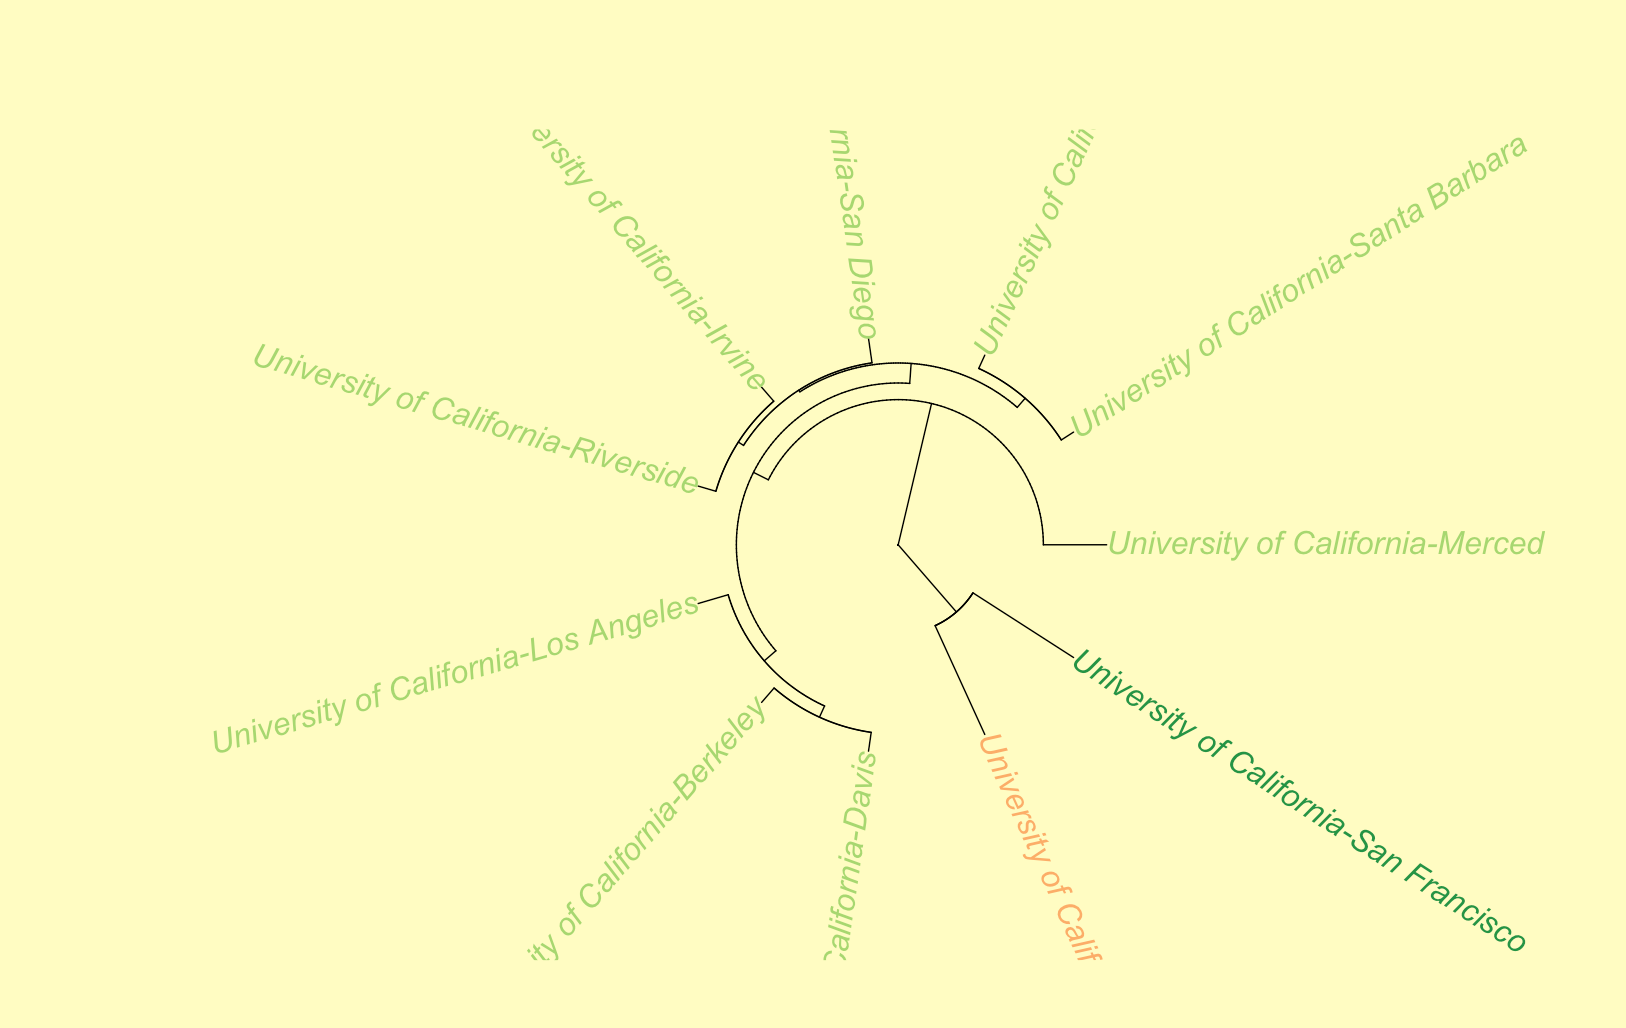 ersity of California-Irvine
rnia-San Diego
University of Calif
University of California-Santa Barbara
University of California-Riverside
University of California-Merced
University of California-Los Angeles
ity of California-Berkeley
California-Davis
University of Calif
University of California-San Francisco